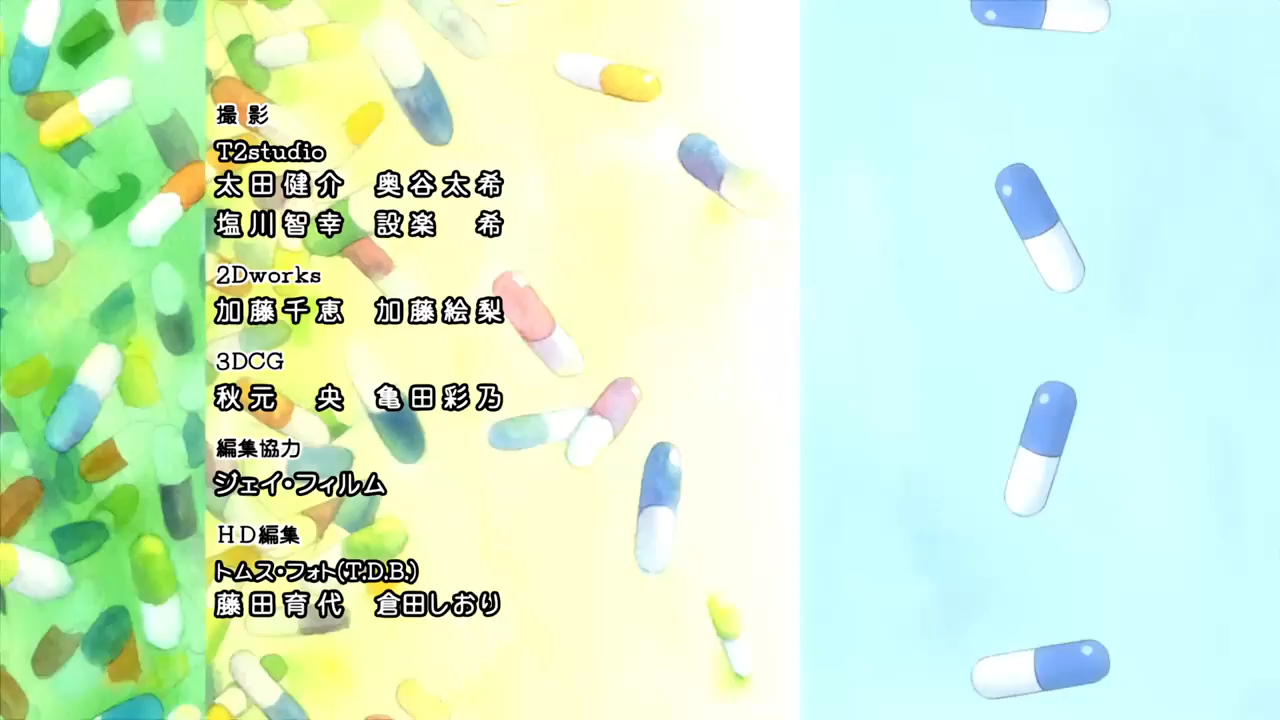 撮影
T2studio
太田健介 奥谷太希
塩川智幸 設楽 希
2Dworks
加藤千恵 加藤絵梨
3DCG
秋元 央 亀田彩乃
編集協力
ジェイ・フィルム
HD編集
トムス・フォト(T.D.B.)
藤田育代 倉田しおり